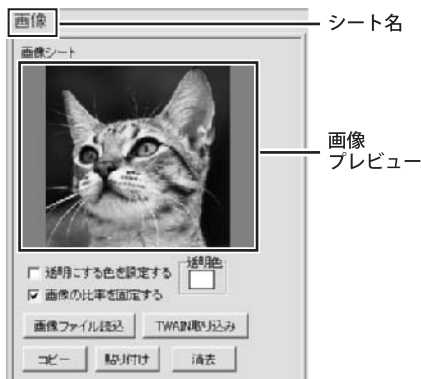 画像
シート名
画像シート
画像
プレビュー
透明にする色を設定する
透明色
画像の比率を固定する
画像ファイル読込
TWAIN取り込み
コピー
貼り付け
消去